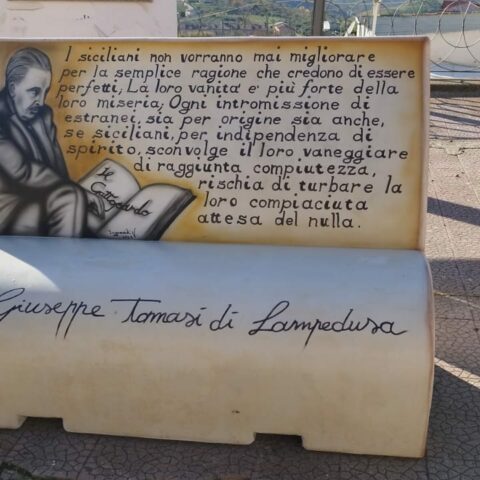 I siciliani non vorranno mai migliorare
per la semplice ragione che credono di essere
perfetti, La loro vanita' e' più forte della
loro miseria; Ogni intromissione di
estranei, sia per origine sia anche,
se siciliani, per indipendenza di
spirito, sconvolge il loro vaneggiare
di raggiunta compiutezza,
rischia di turbare la
loro compiaciuta
attesa del nulla.
Il
Gattopardo
Giuseppe Tomasi di Lampedusa